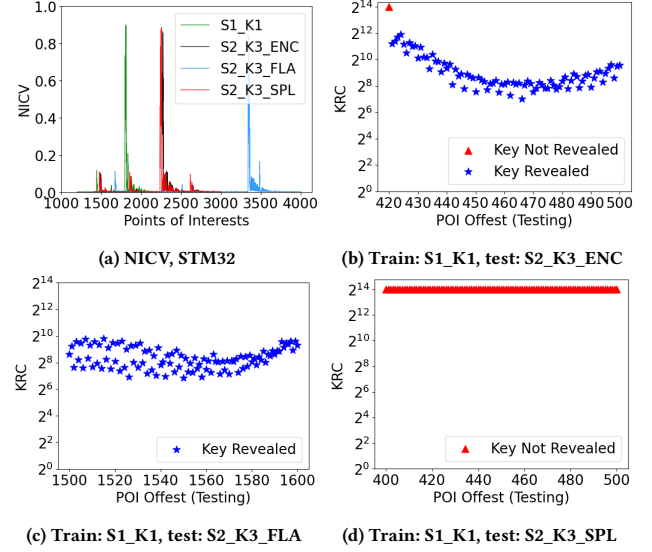 1.0
0.8
0.6
0.4
0.2
0.0
NICV
1000 1500 2000 2500 3000 3500 4000
Points of Interests
S1_K1
S2_K3_ENC
S2_K3_FLA
S2_K3_SPL
(a) NICV, STM32
2^14
2^12
2^10
2^8
2^6
2^4
2^2
2^0
KRC
Key Not Revealed
Key Revealed
420 430 440 450 460 470 480 490 500
POI Offest (Testing)
(b) Train: S1_K1, test: S2_K3_ENC
2^14
2^12
2^10
2^8
2^6
2^4
2^2
2^0
KRC
Key Revealed
1500 1520 1540 1560 1580 1600
POI Offest (Testing)
(c) Train: S1_K1, test: S2_K3_FLA
2^14
2^12
2^10
2^8
2^6
2^4
2^2
2^0
KRC
Key Not Revealed
400 420 440 460 480 500
POI Offest (Testing)
(d) Train: S1_K1, test: S2_K3_SPL